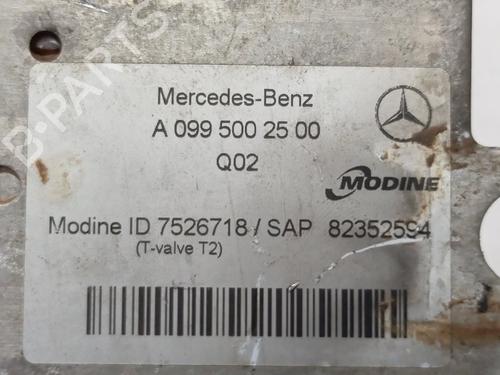 B-PARTS
Mercedes-Benz
A 099 500 25 00
Q02
MODINE
Modine ID 7526718 / SAP 82352594
(T-valve T2)